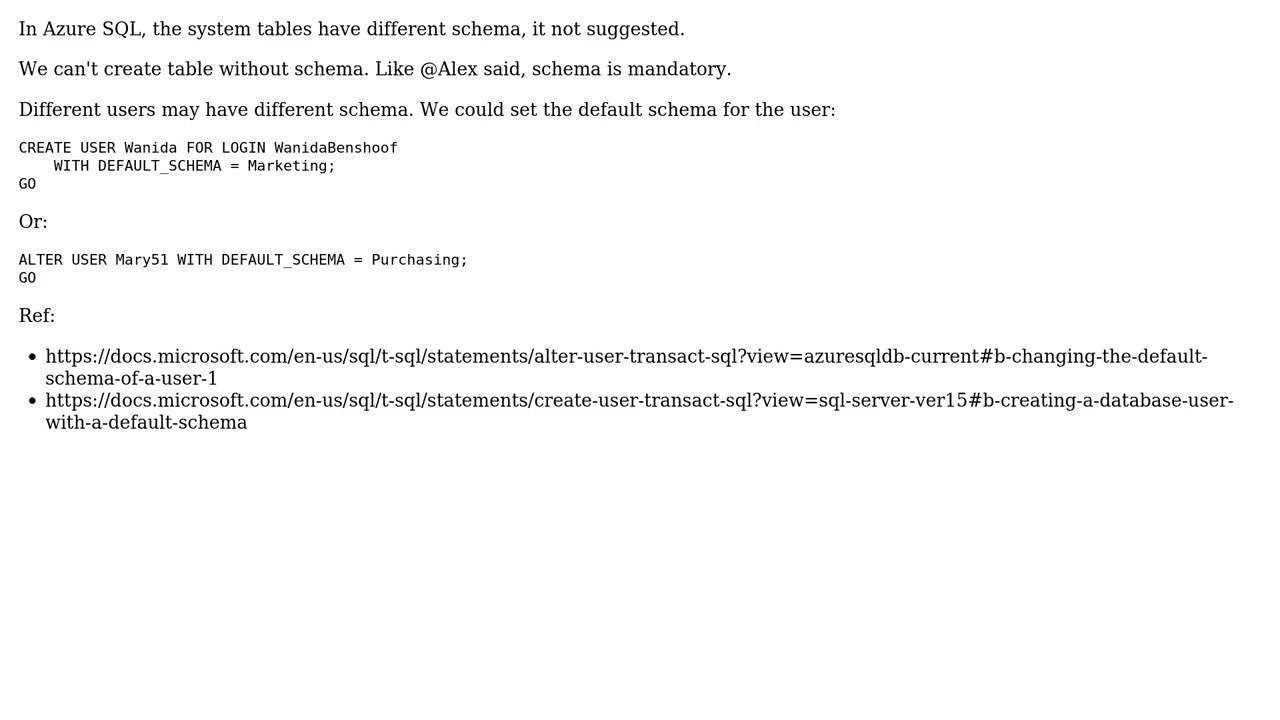 In Azure SQL, the system tables have different schema, it not suggested.
We can't create table without schema. Like @Alex said, schema is mandatory.
Different users may have different schema. We could set the default schema for the user:
CREATE USER Wanida FOR LOGIN WanidaBenshoof
    WITH DEFAULT_SCHEMA = Marketing;
GO
Or:
ALTER USER Mary51 WITH DEFAULT_SCHEMA = Purchasing;
GO
Ref:
• https://docs.microsoft.com/en-us/sql/t-sql/statements/alter-user-transact-sql?view=azuresqldb-current#b-changing-the-default-
schema-of-a-user-1
• https://docs.microsoft.com/en-us/sql/t-sql/statements/create-user-transact-sql?view=sql-server-ver15#b-creating-a-database-user-
with-a-default-schema